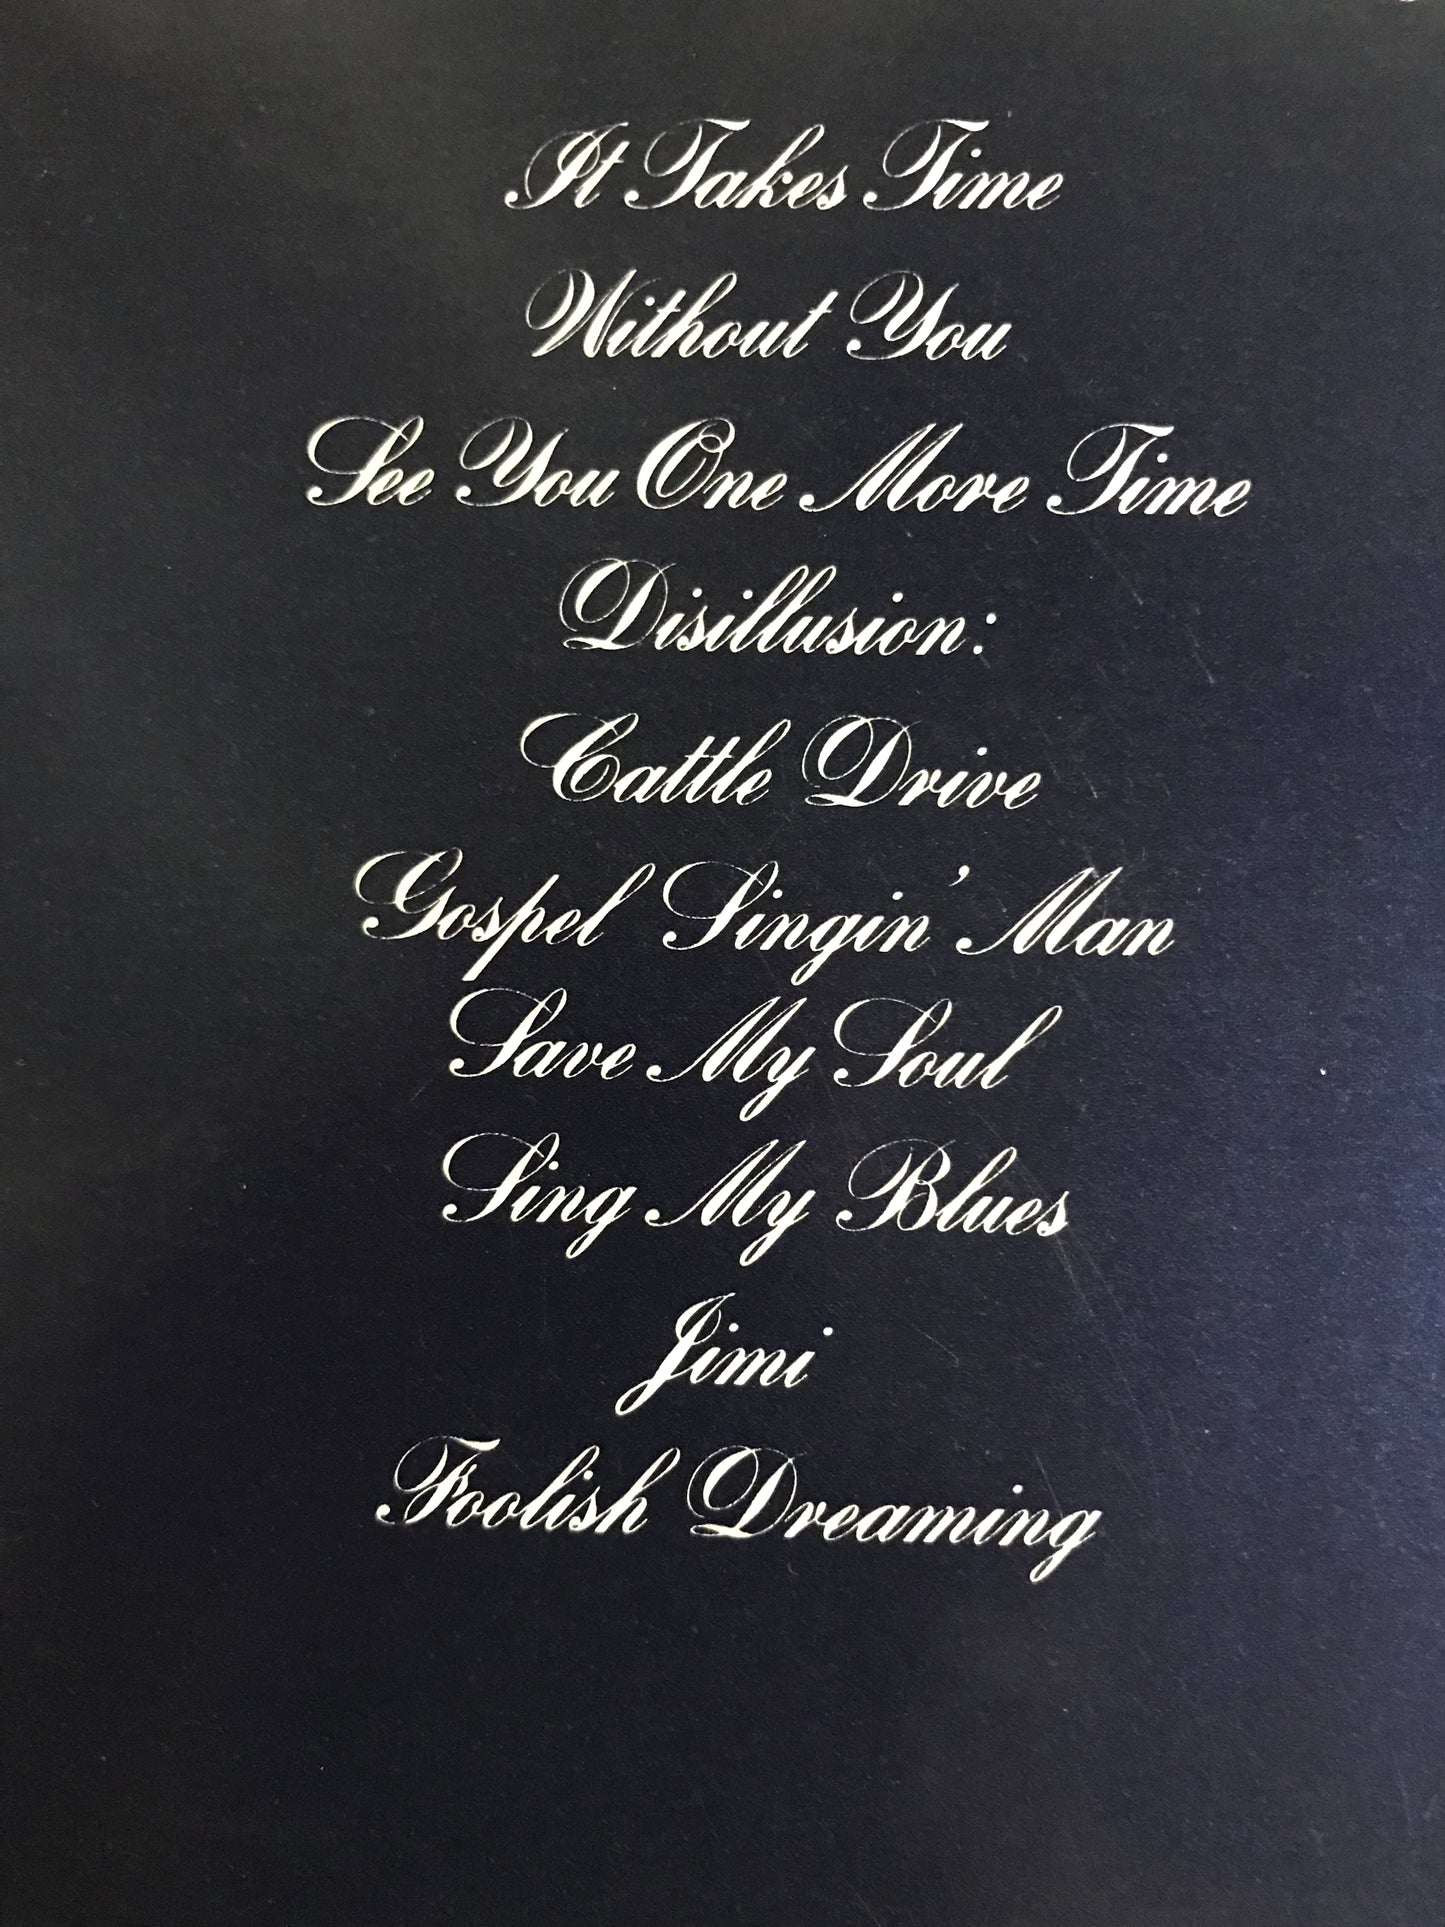 It Takes Time
Without You
See You One More Time
Disillusion:
Cattle Drive
Gospel Singin' Man
Save My Soul
Sing My Blues
Jimi
Foolish Dreaming